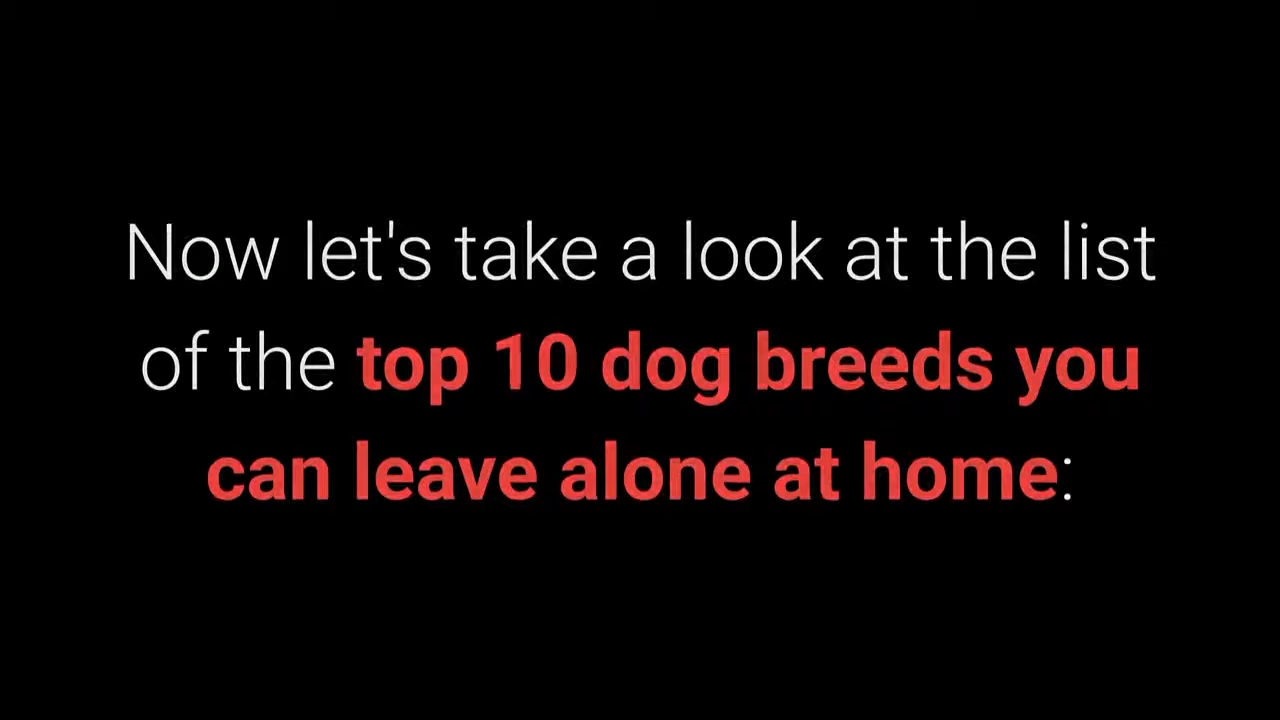 Now let's take a look at the list
of the top 10 dog breeds you
can leave alone at home: